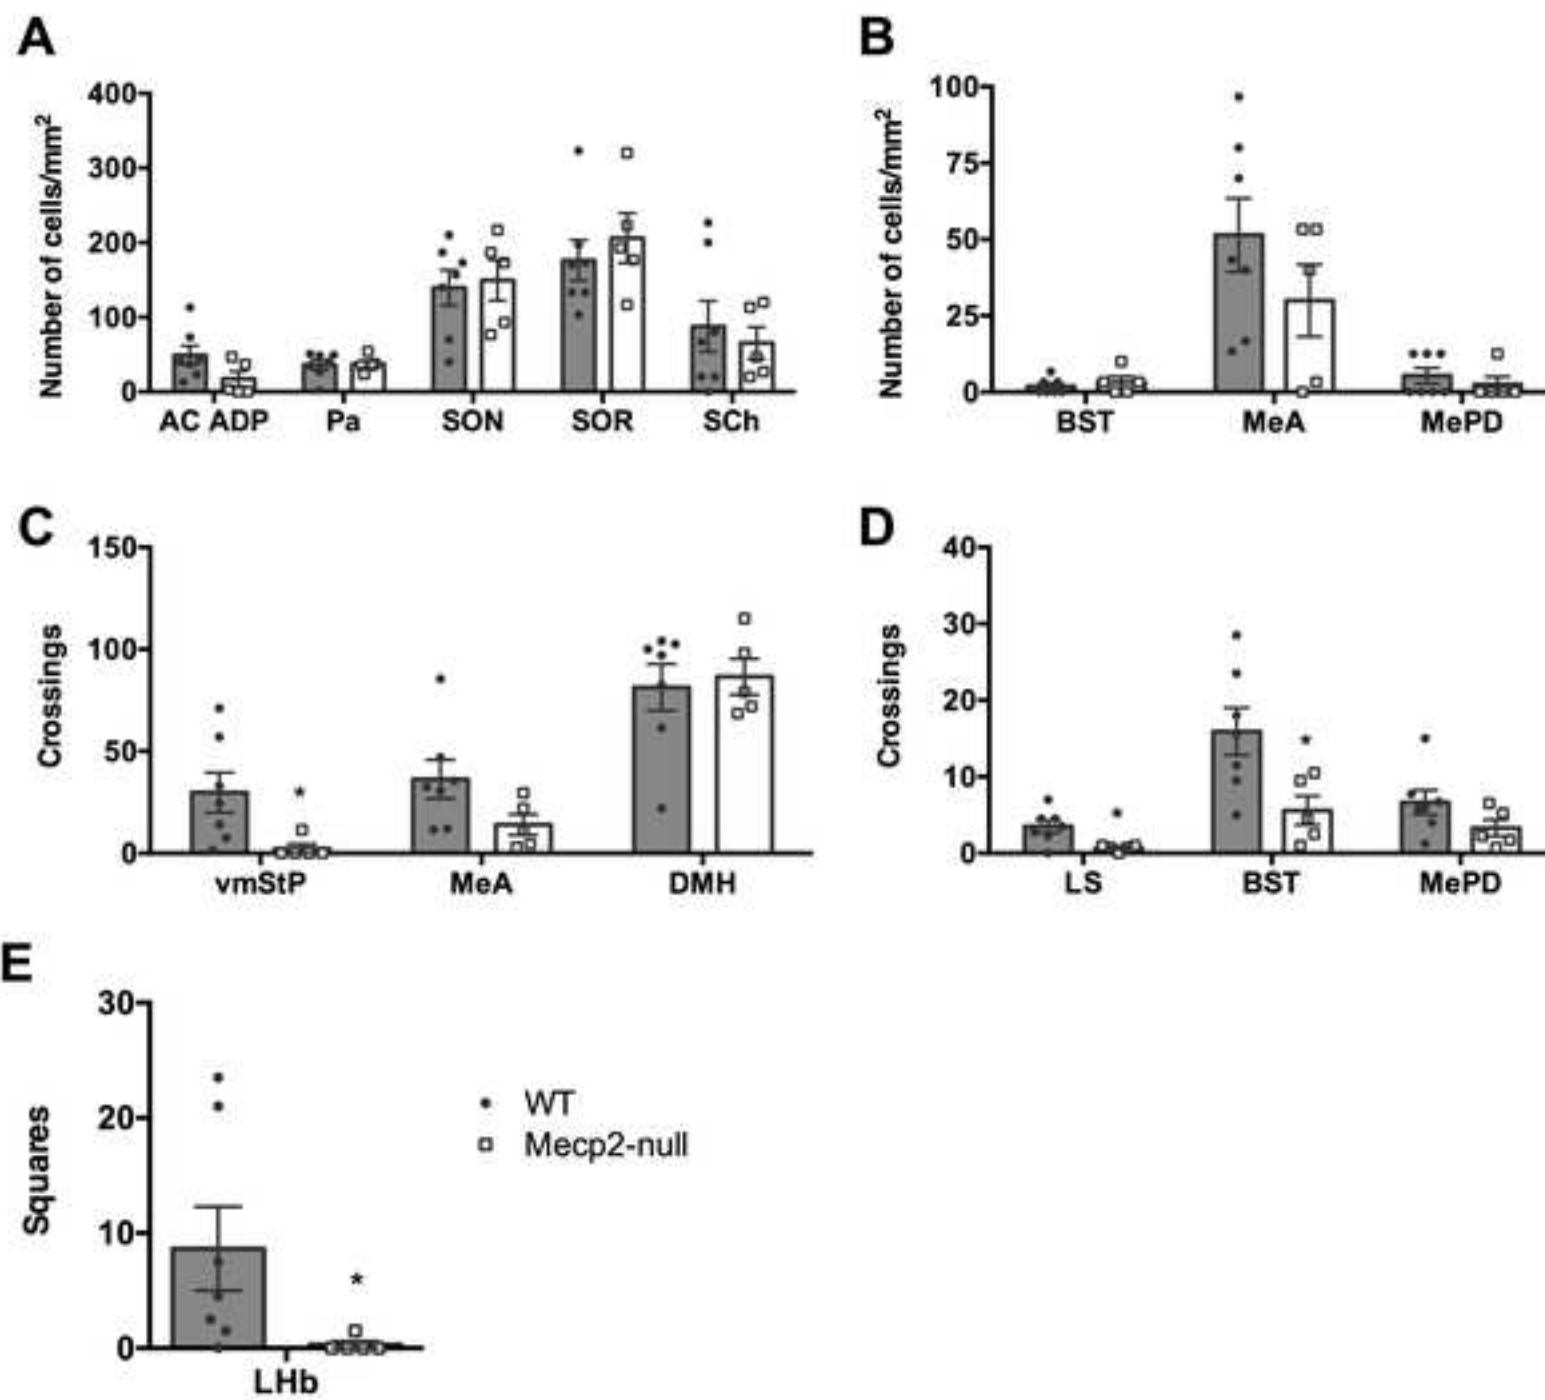 A
400
300
200
100
0
Number of cells/mm²
AC ADP Pa SON SOR SCh
B
100
75
50
25
0
Number of cells/mm²
BST MeA MePD
C
150
100
50
0
Crossings
*
vmStP MeA DMH
D
40
30
20
10
0
Crossings
*
LS BST MePD
E
30
20
10
0
Squares
*
LHb
WT
Mecp2-null